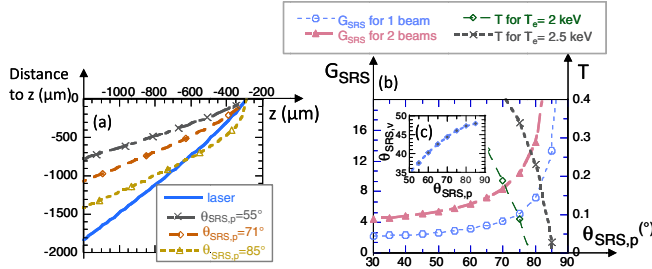 G_SRS for 1 beam
T for T_e= 2 keV
G_SRS for 2 beams
T for T_e= 2.5 keV
Distance to z (μm)
-1000 -800 -600 -400 -200
z (μm)
0
-500
-1000
-1500
-2000
(a)
laser
θ_SRS,p=55°
θ_SRS,p=71°
θ_SRS,p=85°
G_SRS
(b)
T
16
12
8
4
0
0.4
0.3
0.2
0.1
0
30 40 50 60 70 80 90
θ_SRS,p(°)
(c)
50
45
40
35
θ_SRS,v
50 60 70 80 90
θ_SRS,p